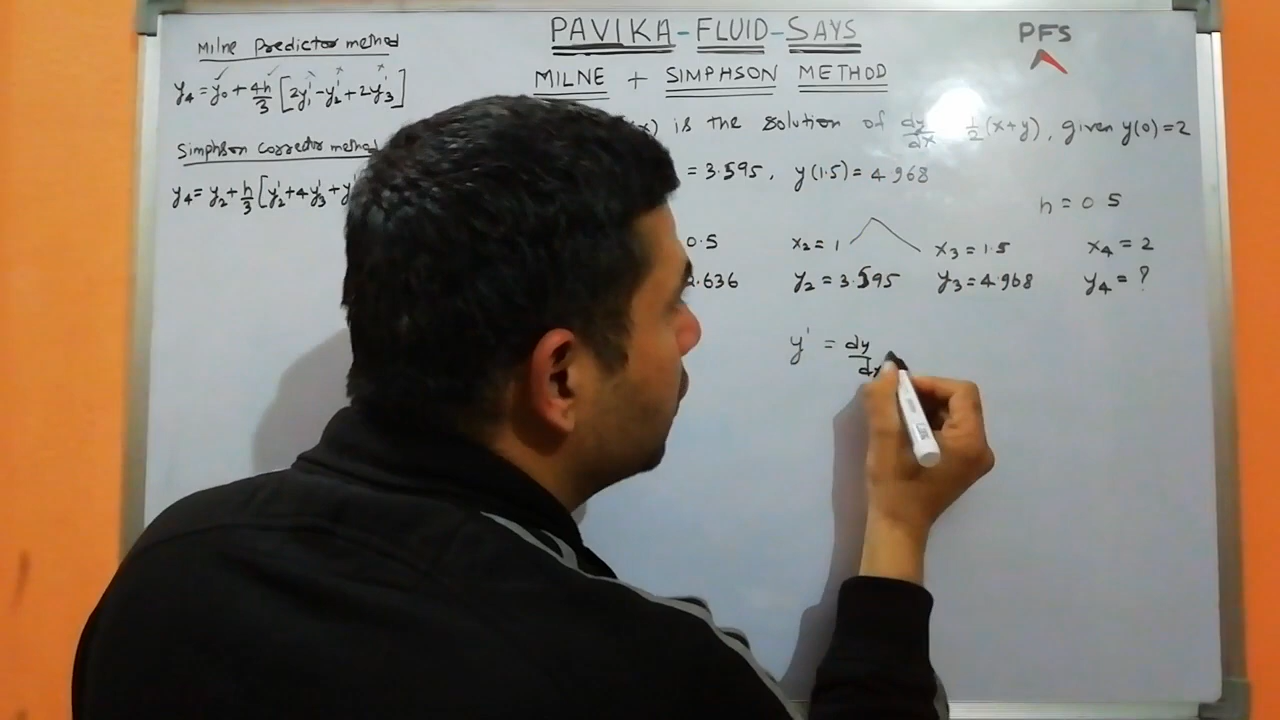 PAVIKA-FLUID-SAYS
PFS
MILNE + SIMPHSON METHOD
Milne Predictor method
y₄ = y₀ + 4h/3 [2y₁' - y₂' + 2y₃']
Simphson corrector method
y₄ = y₂ + h/3 [y₂' + 4y₃' + y
x) is the solution of dy/dx 1/2 (x+y), given y(0) = 2
= 3.595, y(1.5) = 4.968
h = 0.5
0.5 x₂ = 1 x₃ = 1.5 x₄ = 2
2.636 y₂ = 3.595 y₃ = 4.968 y₄ = ?
y' = dy/dx